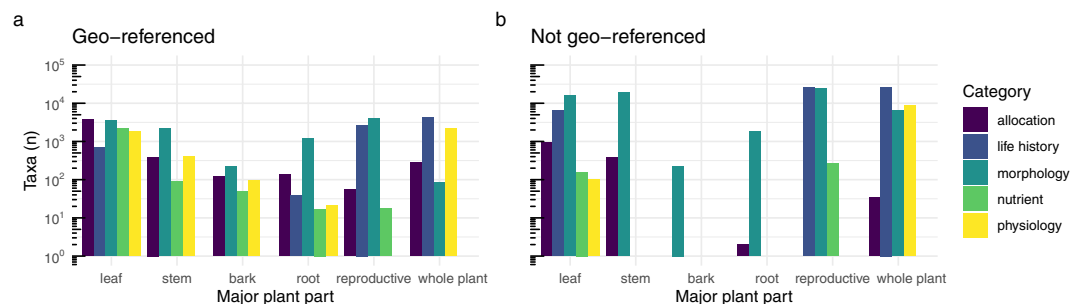 a
Geo−referenced
10^5
10^4
10^3
10^2
10^1
10^0
Taxa (n)
leaf stem bark root reproductive whole plant
Major plant part
b
Not geo−referenced
leaf stem bark root reproductive whole plant
Major plant part
Category
allocation
life history
morphology
nutrient
physiology